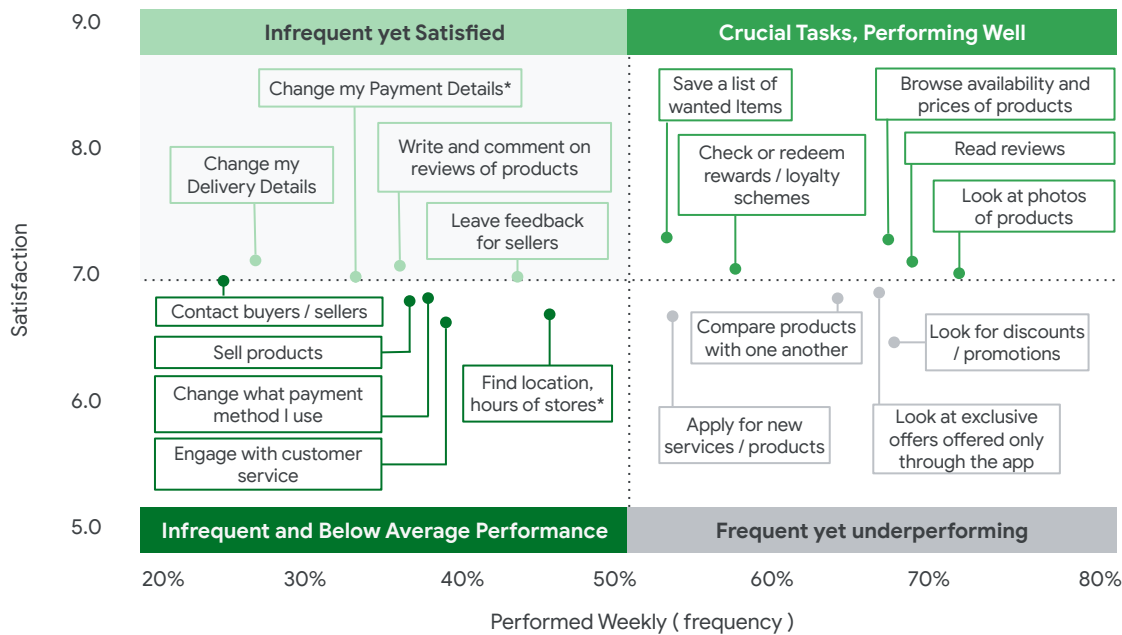 9.0
Infrequent yet Satisfied
Crucial Tasks, Performing Well
Change my Payment Details*
Save a list of
wanted Items
Browse availability and
prices of products
8.0
Change my
Delivery Details
Write and comment on
reviews of products
Check or redeem
rewards / loyalty
schemes
Read reviews
Leave feedback
for sellers
Look at photos
of products
Satisfaction
7.0
Contact buyers / sellers
Sell products
Change what payment
method I use
Engage with customer
service
Find location,
hours of stores*
Compare products
with one another
Look for discounts
/ promotions
6.0
Apply for new
services / products
Look at exclusive
offers offered only
through the app
5.0
Infrequent and Below Average Performance
Frequent yet underperforming
20%
30%
40%
50%
60%
70%
80%
Performed Weekly ( frequency )